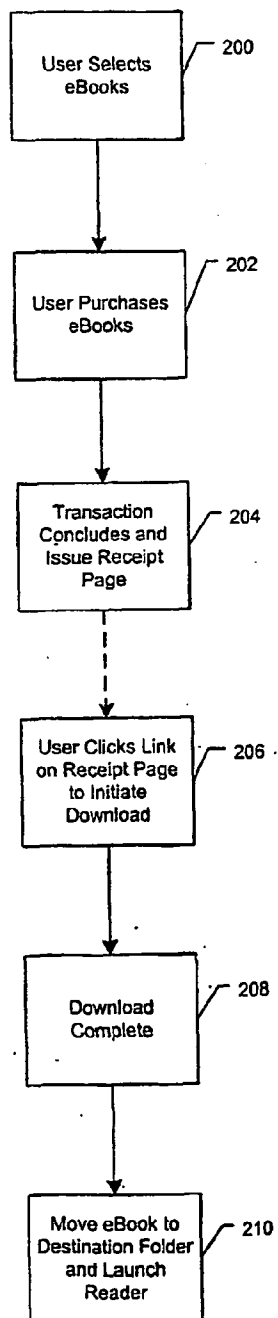 User Selects
eBooks
200
User Purchases
eBooks
202
Transaction
Concludes and
Issue Receipt
Page
204
User Clicks Link
on Receipt Page
to Initiate
Download
206
Download
Complete
208
Move eBook to
Destination Folder
and Launch
Reader
210